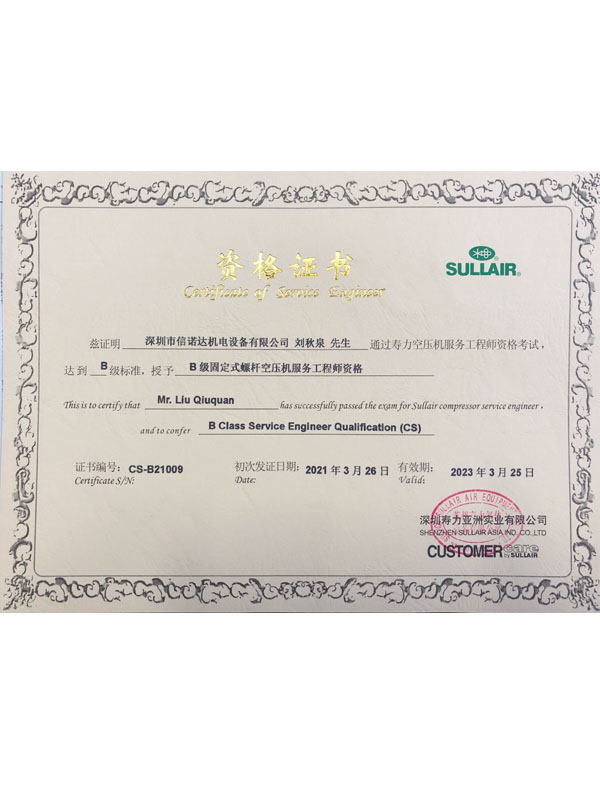 资格证书
Certificate of Service Engineer
SULLAIR®
兹证明 深圳市信诺达机电设备有限公司 刘秋泉 先生 通过寿力空压机服务工程师资格考试，
达到 B 级标准，授予 B级固定式螺杆空压机服务工程师资格
This is to certify that Mr. Liu Qiuquan has successfully passed the exam for Sullair compressor service engineer，
and to confer B Class Service Engineer Qualification (CS)
证书编号: CS-B21009 初次发证日期: 2021 年 3 月 26 日 有效期: 2023 年 3 月 25 日
Certificate S/N: Date: Valid:
SULLAIR AIR EQUIPMENT
深圳寿力亚洲实业有限公司
SHENZHEN SULLAIR ASIA IND. CO., LTD
CUSTOMER care
by SULLAIR